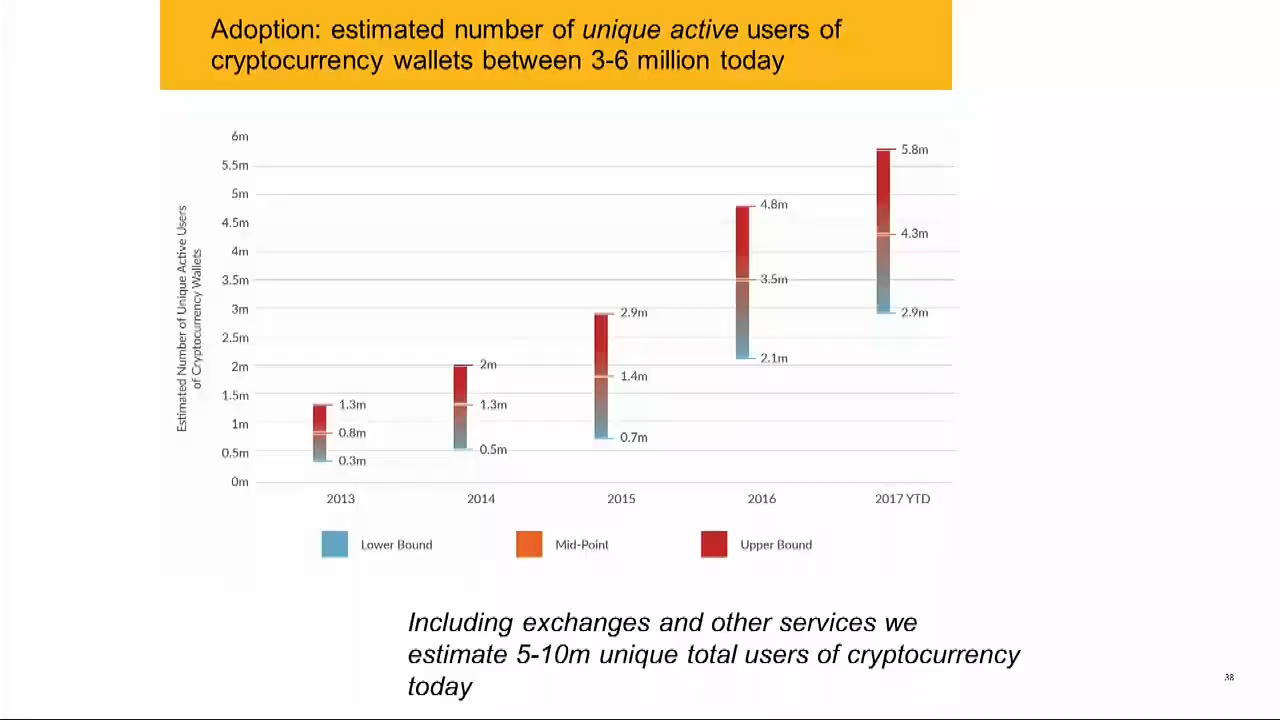 Adoption: estimated number of unique active users of
cryptocurrency wallets between 3-6 million today
Estimated Number of Unique Active Users
of Cryptocurrency Wallets
6m
5.5m
5m
4.5m
4m
3.5m
3m
2.5m
2m
1.5m
1m
0.5m
0m
1.3m
0.8m
0.3m
2m
1.3m
0.5m
2.9m
1.4m
0.7m
4.8m
3.5m
2.1m
5.8m
4.3m
2.9m
2013
2014
2015
2016
2017 YTD
Lower Bound
Mid-Point
Upper Bound
Including exchanges and other services we
estimate 5-10m unique total users of cryptocurrency
today
38